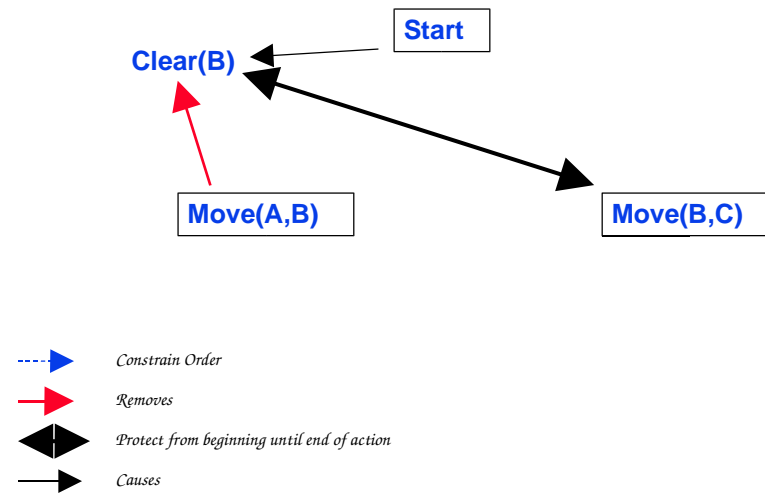 Start
Clear(B)
Move(A,B)
Move(B,C)
Constrain Order
Removes
Protect from beginning until end of action
Causes